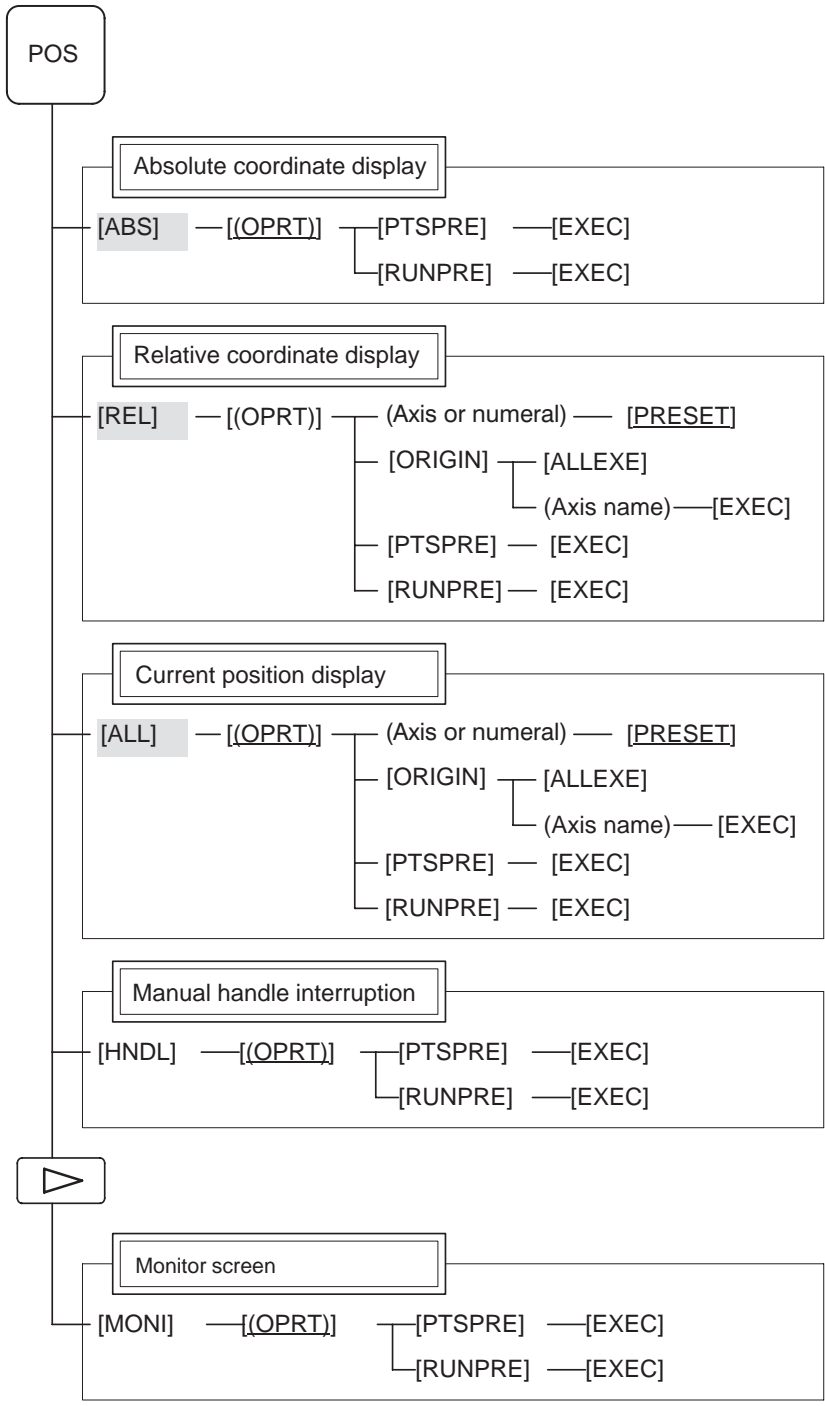 POS
Absolute coordinate display
[ABS] [(OPRT)] [PTSPRE] [EXEC]
[RUNPRE] [EXEC]
Relative coordinate display
[REL] [(OPRT)] (Axis or numeral) [PRESET]
[ORIGIN] [ALLEXE]
(Axis name) [EXEC]
[PTSPRE] [EXEC]
[RUNPRE] [EXEC]
Current position display
[ALL] [(OPRT)] (Axis or numeral) [PRESET]
[ORIGIN] [ALLEXE]
(Axis name) [EXEC]
[PTSPRE] [EXEC]
[RUNPRE] [EXEC]
Manual handle interruption
[HNDL] [(OPRT)] [PTSPRE] [EXEC]
[RUNPRE] [EXEC]
Monitor screen
[MONI] [(OPRT)] [PTSPRE] [EXEC]
[RUNPRE] [EXEC]